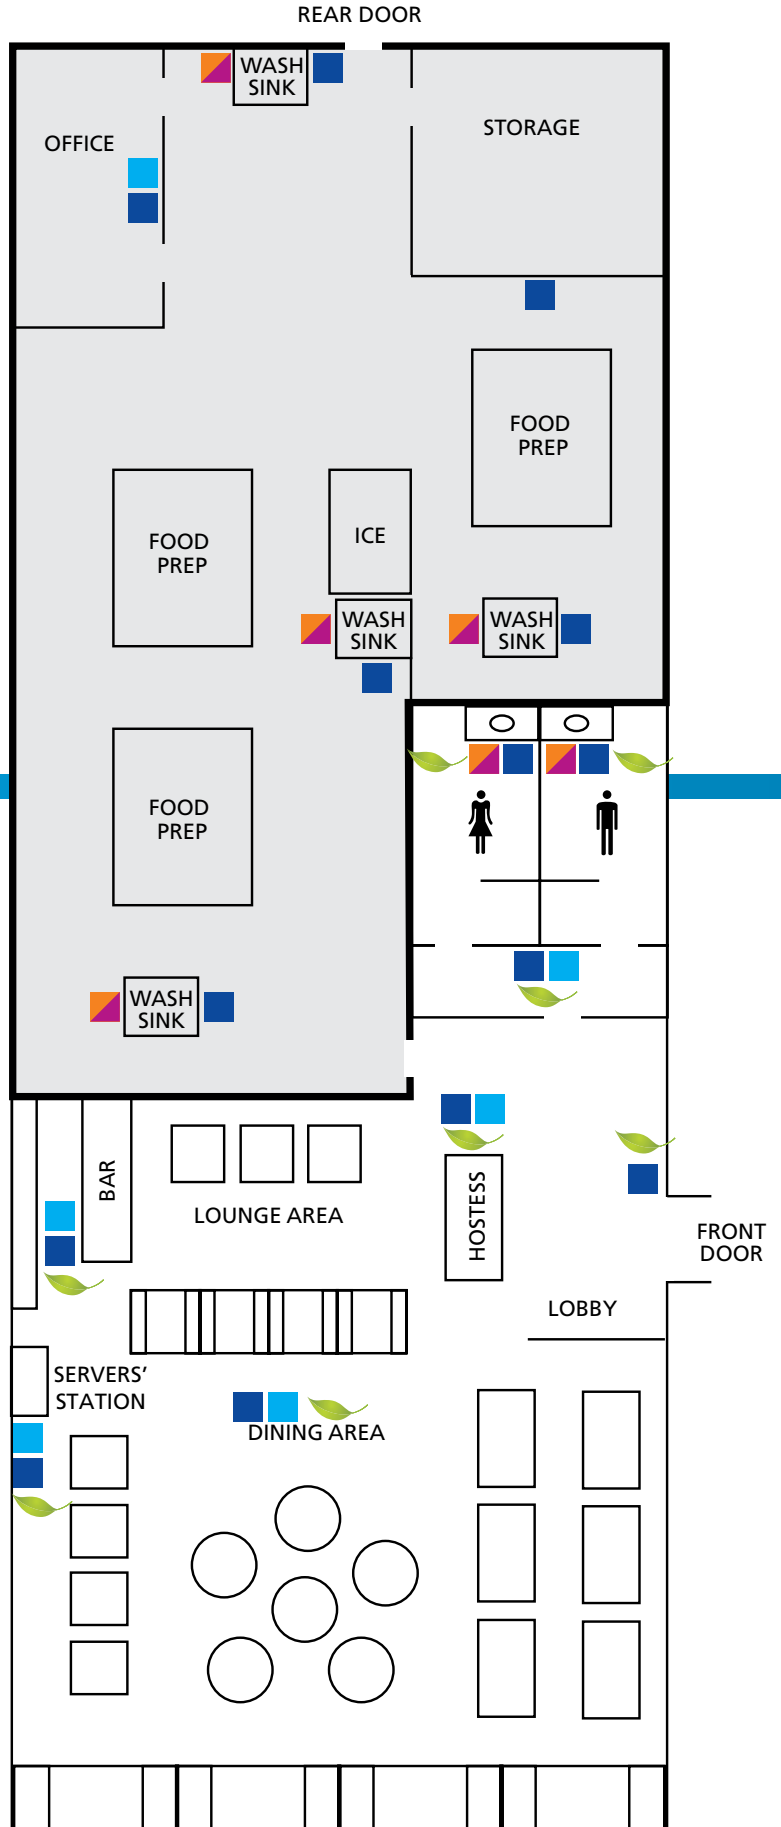 REAR DOOR
WASH
SINK
OFFICE
STORAGE
FOOD
PREP
FOOD
PREP
ICE
WASH
SINK
WASH
SINK
FOOD
PREP
WASH
SINK
BAR
LOUNGE AREA
HOSTESS
FRONT
DOOR
LOBBY
SERVERS'
STATION
DINING AREA